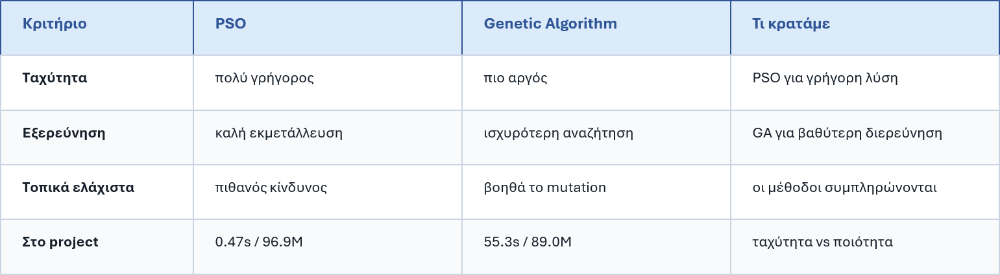 Κριτήριο PSO Genetic Algorithm Τι κρατάμε
Ταχύτητα πολύ γρήγορος πιο αργός PSO για γρήγορη λύση
Εξερεύνηση καλή εκμετάλλευση ισχυρότερη αναζήτηση GA για βαθύτερη διερεύνηση
Τοπικά ελάχιστα πιθανός κίνδυνος βοηθά το mutation οι μέθοδοι συμπληρώνονται
Στο project 0.47s / 96.9M 55.3s / 89.0M ταχύτητα vs ποιότητα